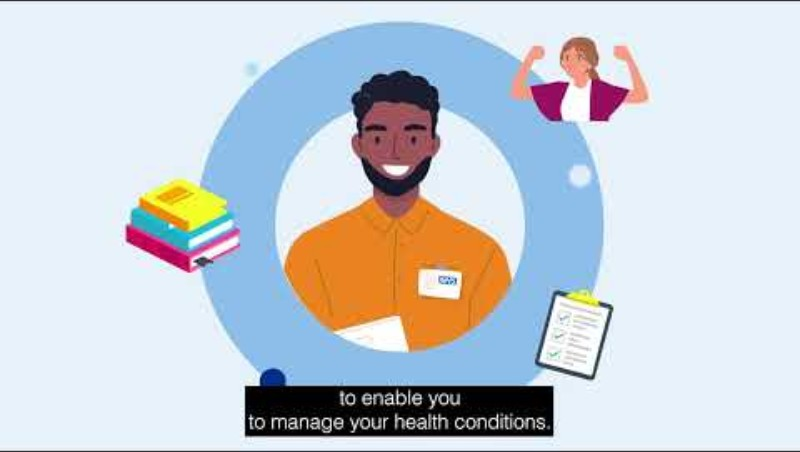 NHS
to enable you
to manage your health conditions.